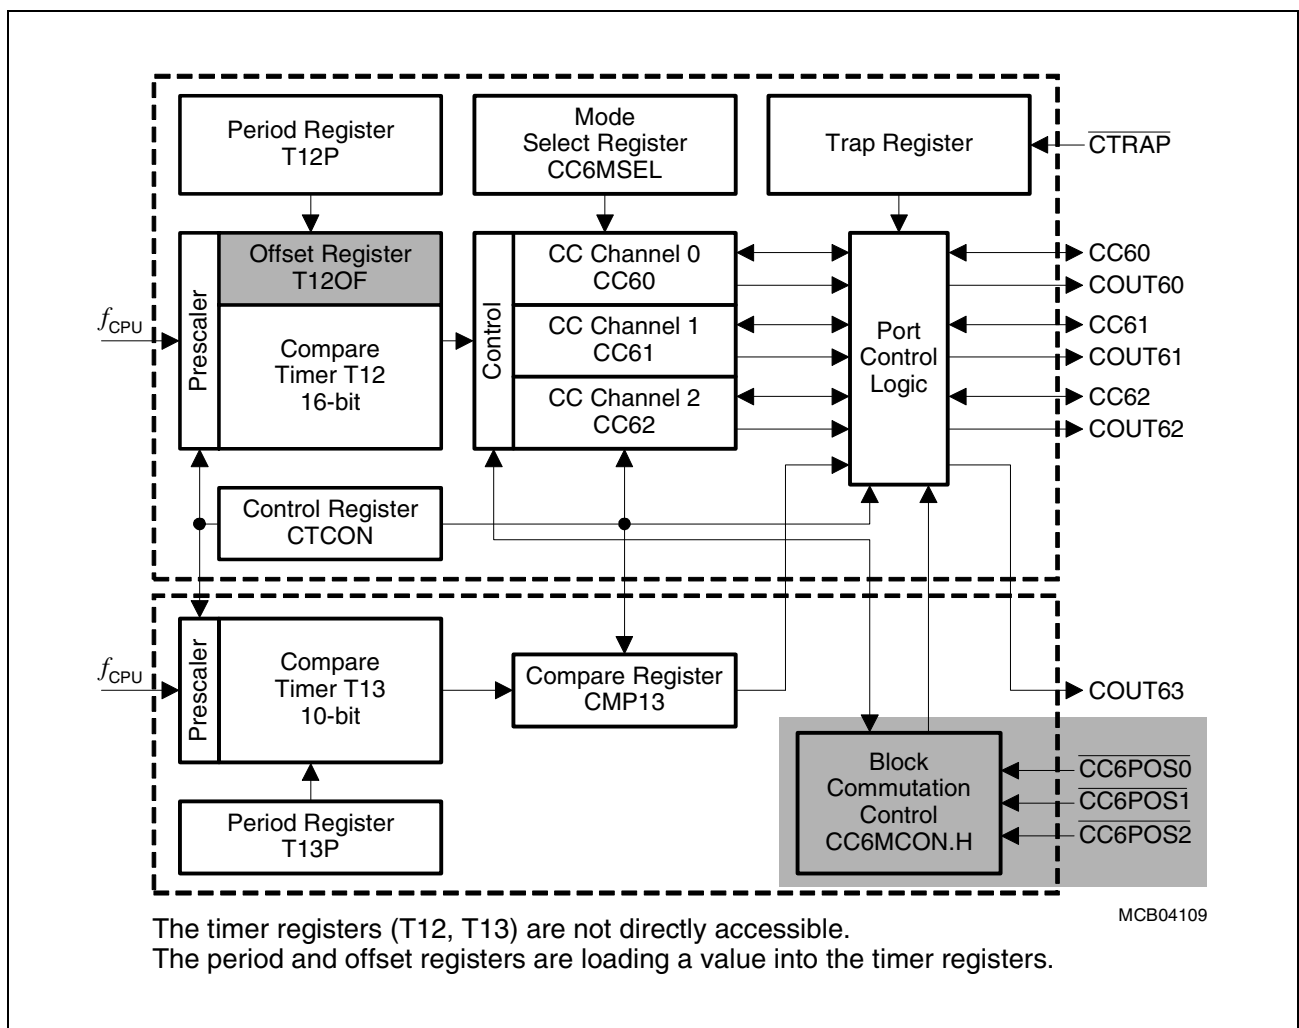 Period Register
T12P
Mode
Select Register
CC6MSEL
Trap Register
CTRAP
Prescaler
Offset Register
T12OF
Compare
Timer T12
16-bit
fCPU
Control
CC Channel 0
CC60
CC Channel 1
CC61
CC Channel 2
CC62
Port
Control
Logic
CC60
COUT60
CC61
COUT61
CC62
COUT62
Control Register
CTCON
fCPU
Prescaler
Compare
Timer T13
10-bit
Compare Register
CMP13
COUT63
Period Register
T13P
Block
Commutation
Control
CC6MCON.H
CC6POS0
CC6POS1
CC6POS2
MCB04109
The timer registers (T12, T13) are not directly accessible.
The period and offset registers are loading a value into the timer registers.